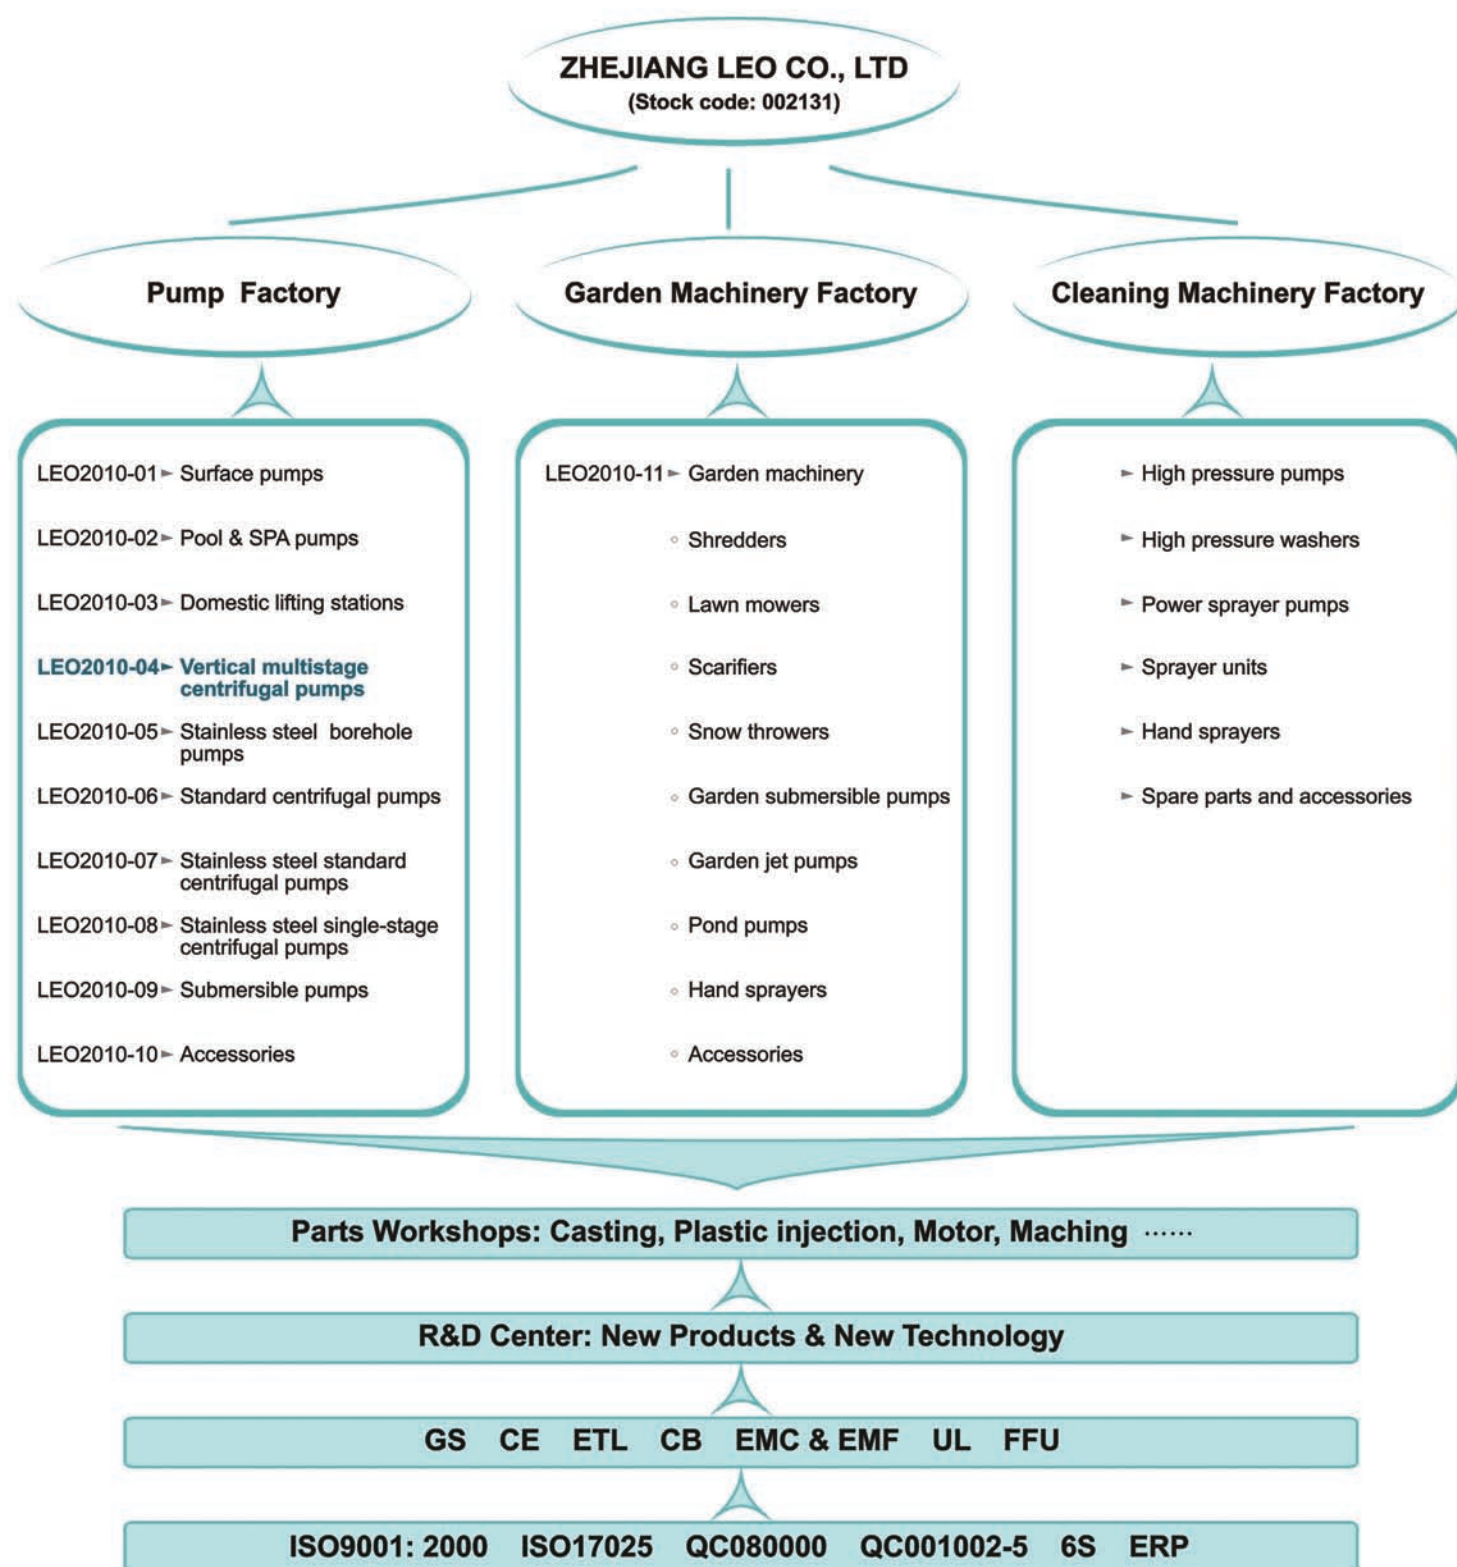 ZHEJIANG LEO CO., LTD
(Stock code: 002131)
Pump Factory
LEO2010-01 Surface pumps
LEO2010-02 Pool & SPA pumps
LEO2010-03 Domestic lifting stations
LEO2010-04 Vertical multistage
centrifugal pumps
LEO2010-05 Stainless steel borehole
pumps
LEO2010-06 Standard centrifugal pumps
LEO2010-07 Stainless steel standard
centrifugal pumps
LEO2010-08 Stainless steel single-stage
centrifugal pumps
LEO2010-09 Submersible pumps
LEO2010-10 Accessories
Garden Machinery Factory
LEO2010-11 Garden machinery
Shredders
Lawn mowers
Scarifiers
Snow throwers
Garden submersible pumps
Garden jet pumps
Pond pumps
Hand sprayers
Accessories
Cleaning Machinery Factory
High pressure pumps
High pressure washers
Power sprayer pumps
Sprayer units
Hand sprayers
Spare parts and accessories
Parts Workshops: Casting, Plastic injection, Motor, Maching ······
R&D Center: New Products & New Technology
GS CE ETL CB EMC & EMF UL FFU
ISO9001: 2000 ISO17025 QC080000 QC001002-5 6S ERP